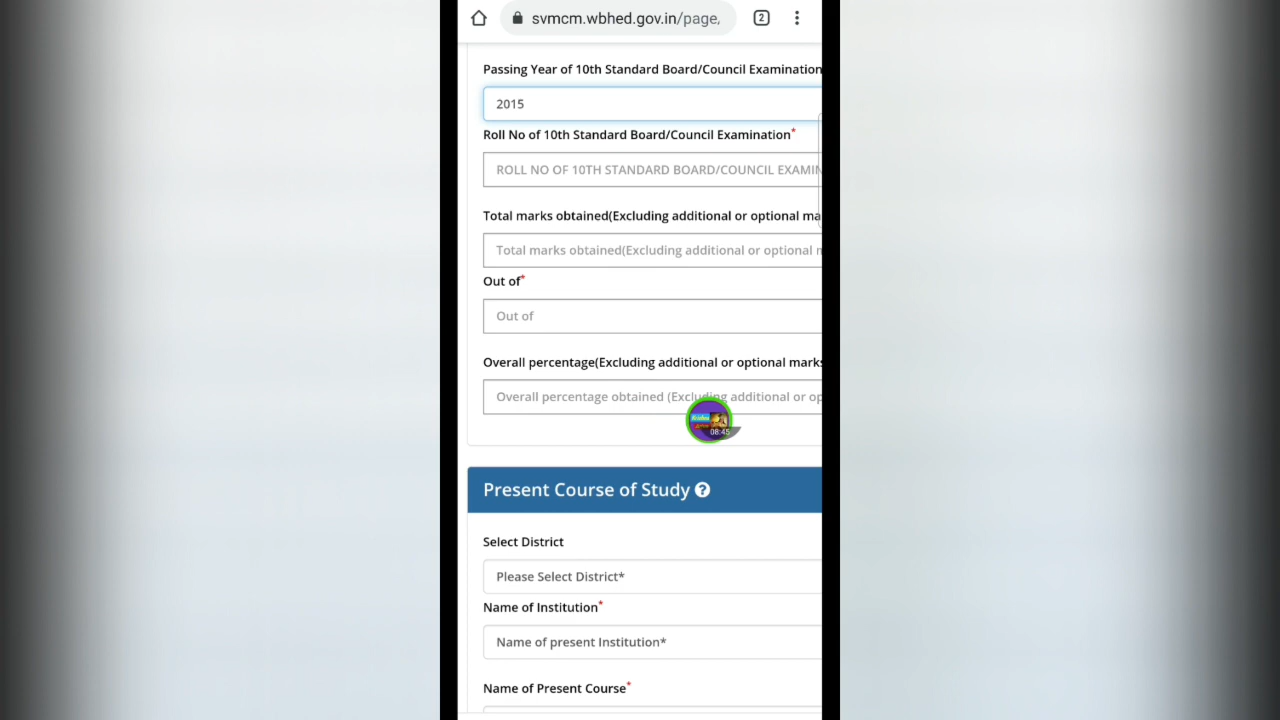 svmcm.wbhed.gov.in/page,
2
Passing Year of 10th Standard Board/Council Examination
2015
Roll No of 10th Standard Board/Council Examination*
ROLL NO OF 10TH STANDARD BOARD/COUNCIL EXAMIN
Total marks obtained(Excluding additional or optional ma
Total marks obtained(Excluding additional or optional m
Out of*
Out of
Overall percentage(Excluding additional or optional marks
Overall percentage obtained (Excluding additional or op
08:45
Present Course of Study ?
Select District
Please Select District*
Name of Institution*
Name of present Institution*
Name of Present Course*